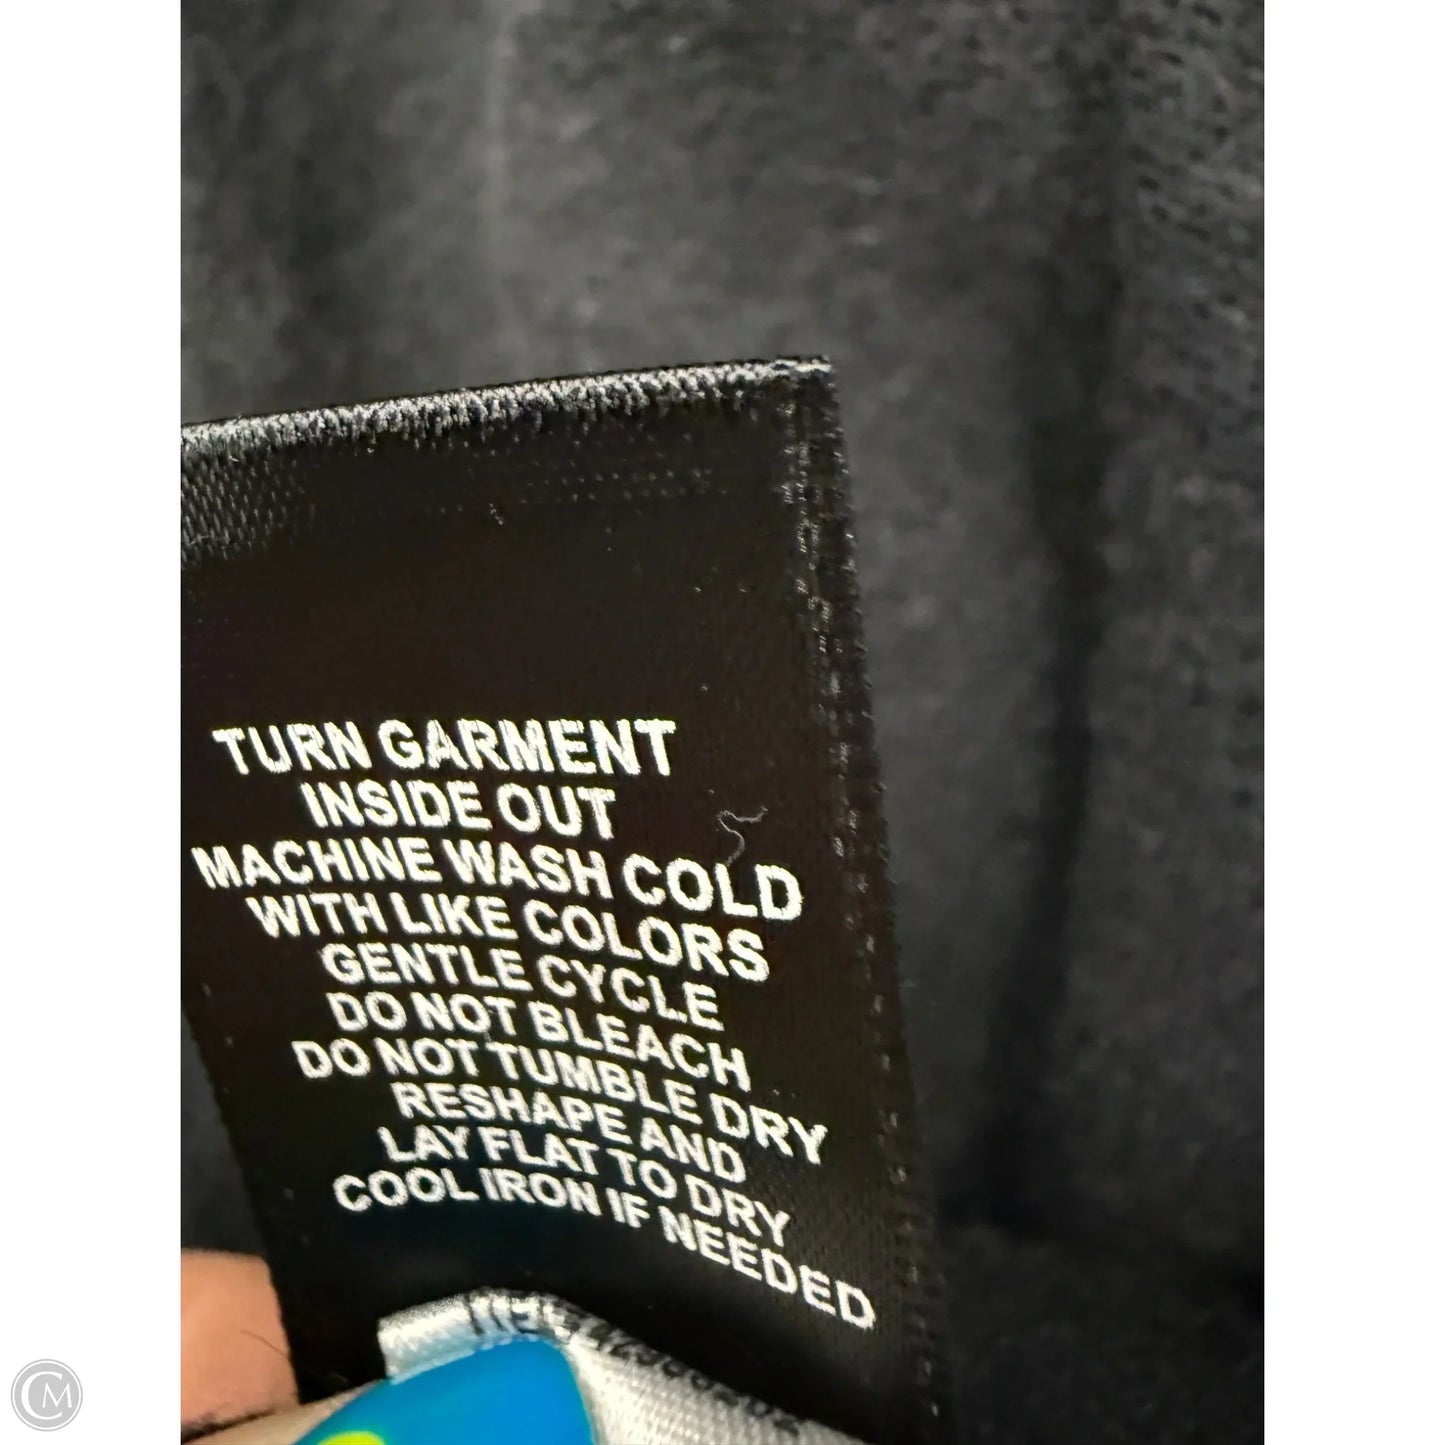 TURN GARMENT
INSIDE OUT
MACHINE WASH COLD
WITH LIKE COLORS
GENTLE CYCLE
DO NOT BLEACH
DO NOT TUMBLE DRY
RESHAPE AND
LAY FLAT TO DRY
COOL IRON IF NEEDED
CM